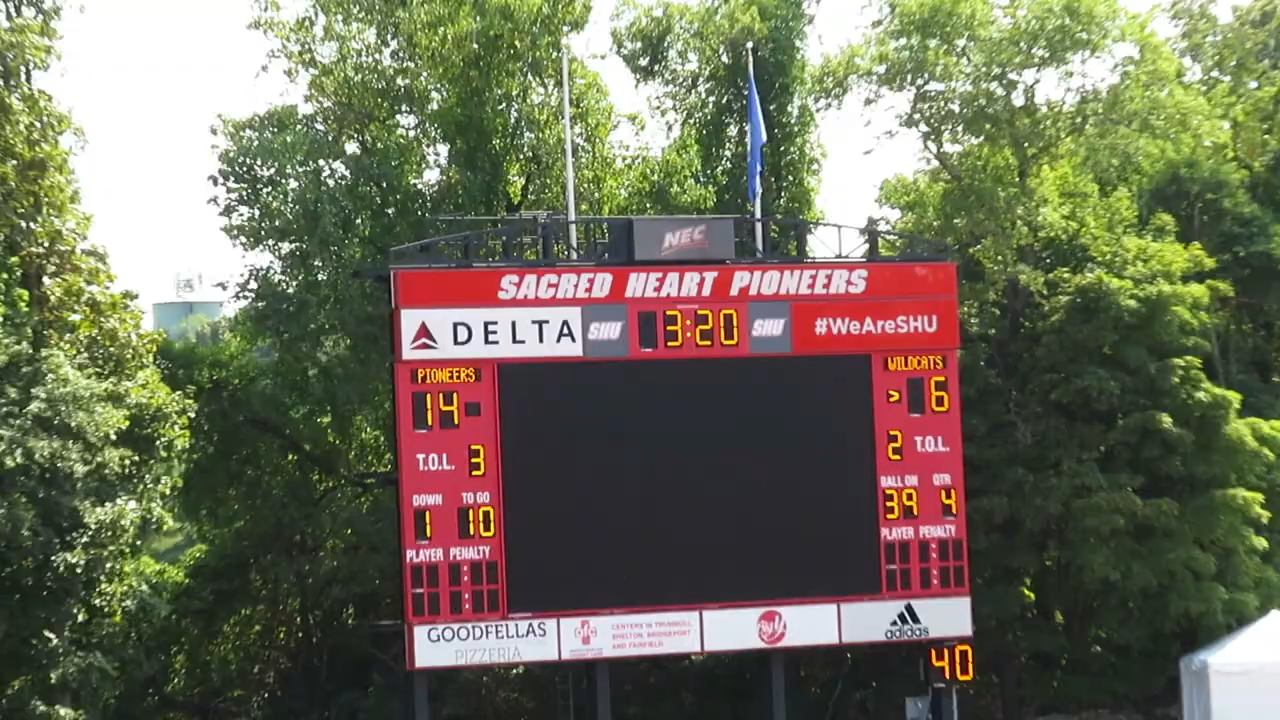 NEC
SACRED HEART PIONEERS
DELTA SHU 3:20 SHU #WeAreSHU
PIONEERS
14
T.O.L. 3
DOWN TO GO
1 10
PLAYER PENALTY
WILDCATS
> 6
2 T.O.L.
BALL ON QTR
39 4
PLAYER PENALTY
GOODFELLAS
PIZZERIA
CENTERS IN TRUMBULL
SHELTON, BRIDGEPORT
AND FAIRFIELD
adidas
40